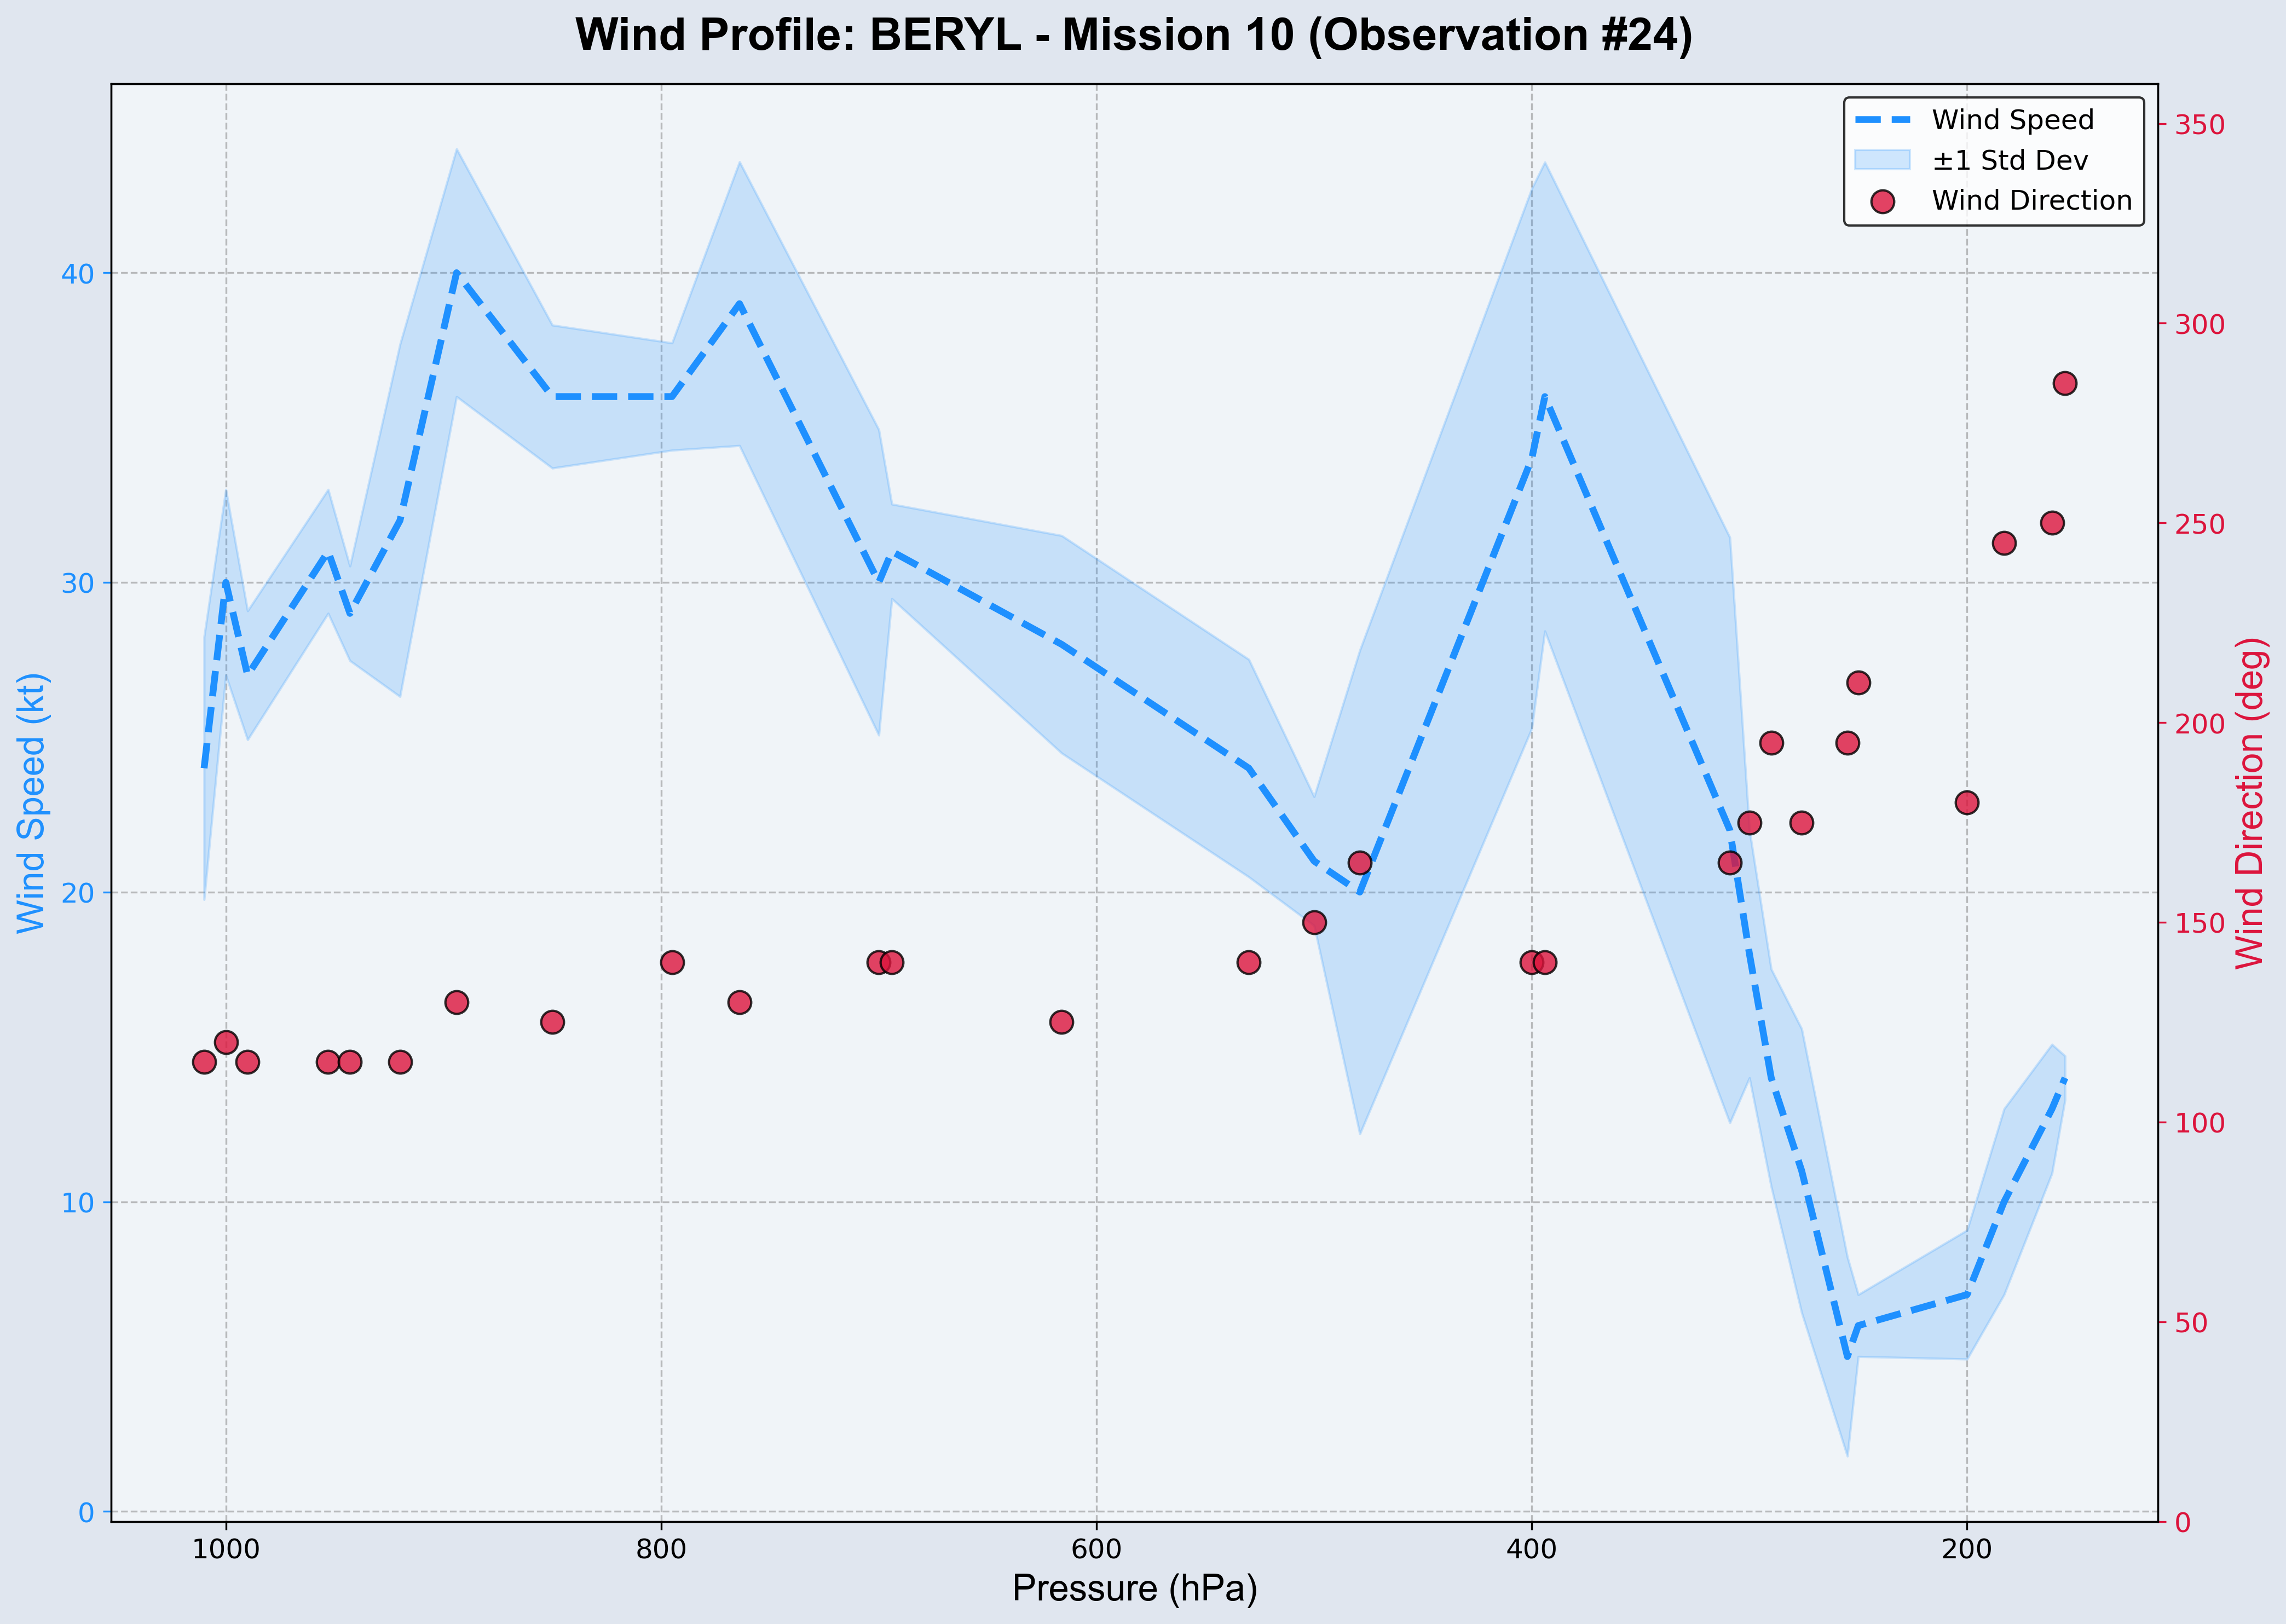 Wind Profile: BERYL - Mission 10 (Observation #24)
Wind Speed
±1 Std Dev
Wind Direction
40
30
20
10
0
Wind Speed (kt)
350
300
250
200
150
100
50
0
Wind Direction (deg)
1000 800 600 400 200
Pressure (hPa)